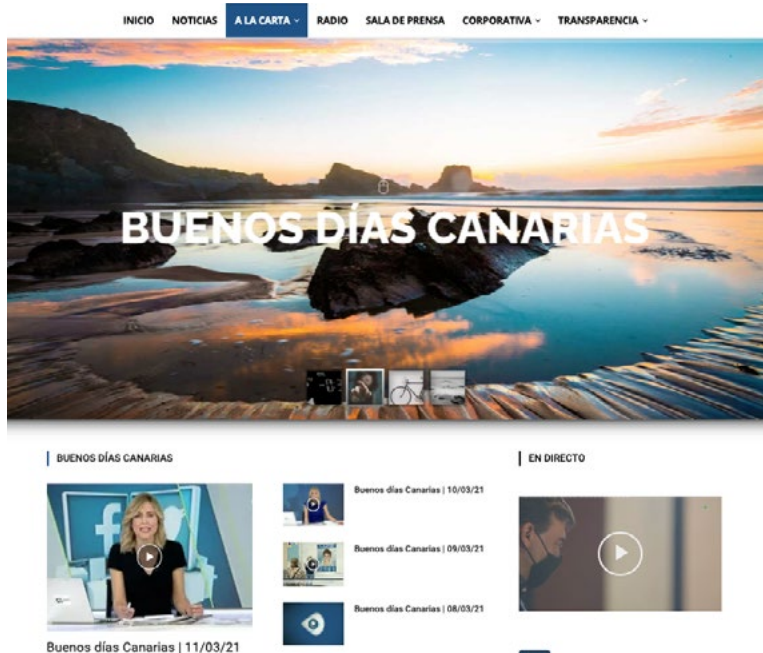 INICIO NOTICIAS A LA CARTA RADIO SALA DE PRENSA CORPORATIVA TRANSPARENCIA
BUENOS DÍAS CANARIAS
BUENOS DÍAS CANARIAS
Buenos días Canarias | 11/03/21
Buenos días Canarias | 10/03/21
Buenos días Canarias | 09/03/21
Buenos días Canarias | 08/03/21
EN DIRECTO